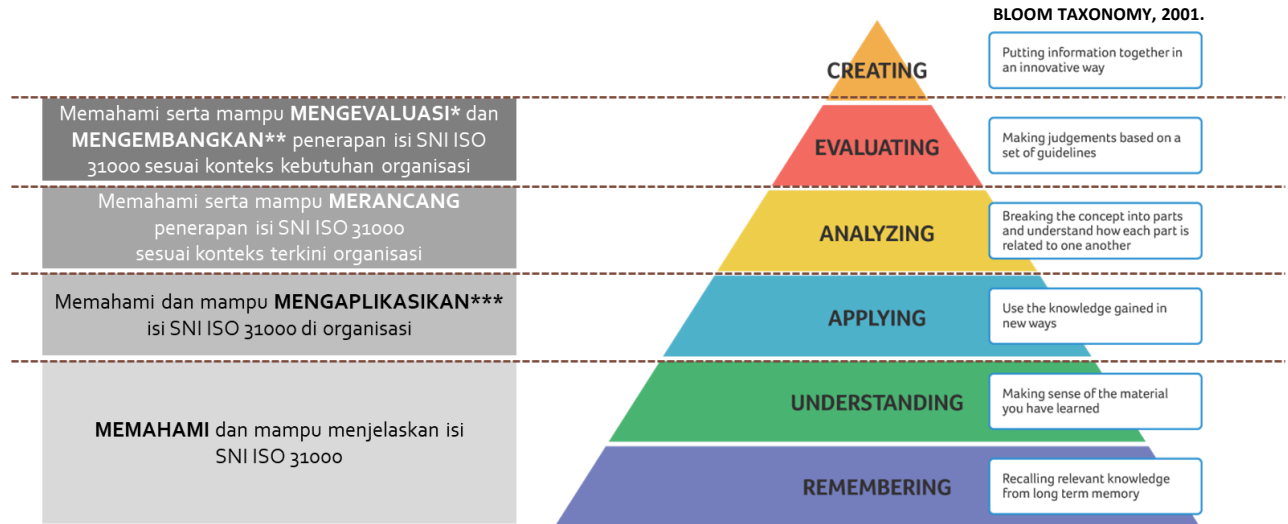 BLOOM TAXONOMY, 2001.
CREATING
Putting information together in
an innovative way
Memahami serta mampu MENGEVALUASI* dan
MENGEMBANGKAN** penerapan isi SNI ISO
31000 sesuai konteks kebutuhan organisasi
EVALUATING
Making judgements based on a
set of guidelines
Memahami serta mampu MERANCANG
penerapan isi SNI ISO 31000
sesuai konteks terkini organisasi
ANALYZING
Breaking the concept into parts
and understand how each part is
related to one another
Memahami dan mampu MENGAPLIKASIKAN***
isi SNI ISO 31000 di organisasi
APPLYING
Use the knowledge gained in
new ways
MEMAHAMI dan mampu menjelaskan isi
SNI ISO 31000
UNDERSTANDING
Making sense of the material
you have learned
REMEMBERING
Recalling relevant knowledge
from long term memory